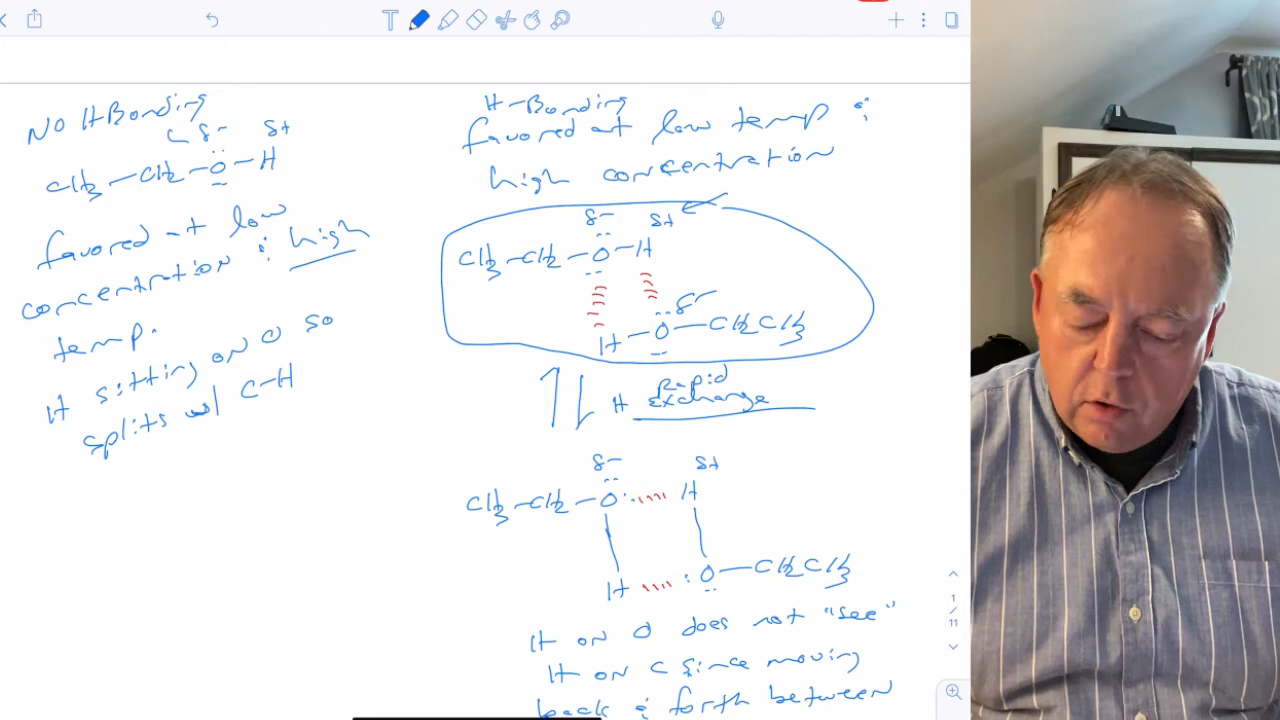 NO H Bonding
δ- δ+
CH3-CH2-O-H
favored at low
concentration & high
temp.
H sitting on O so
splits w/ C-H
H-Bonding
favored at low temp &
high concentration
δ- δ+
CH3-CH2-O-H
δ-
H-O-CH2CH3
H Rapid
exchange
δ- δ+
CH3-CH2-O H
H O-CH2CH3
H on O does not "see"
H on C since moving
back & forth between
1
/
11